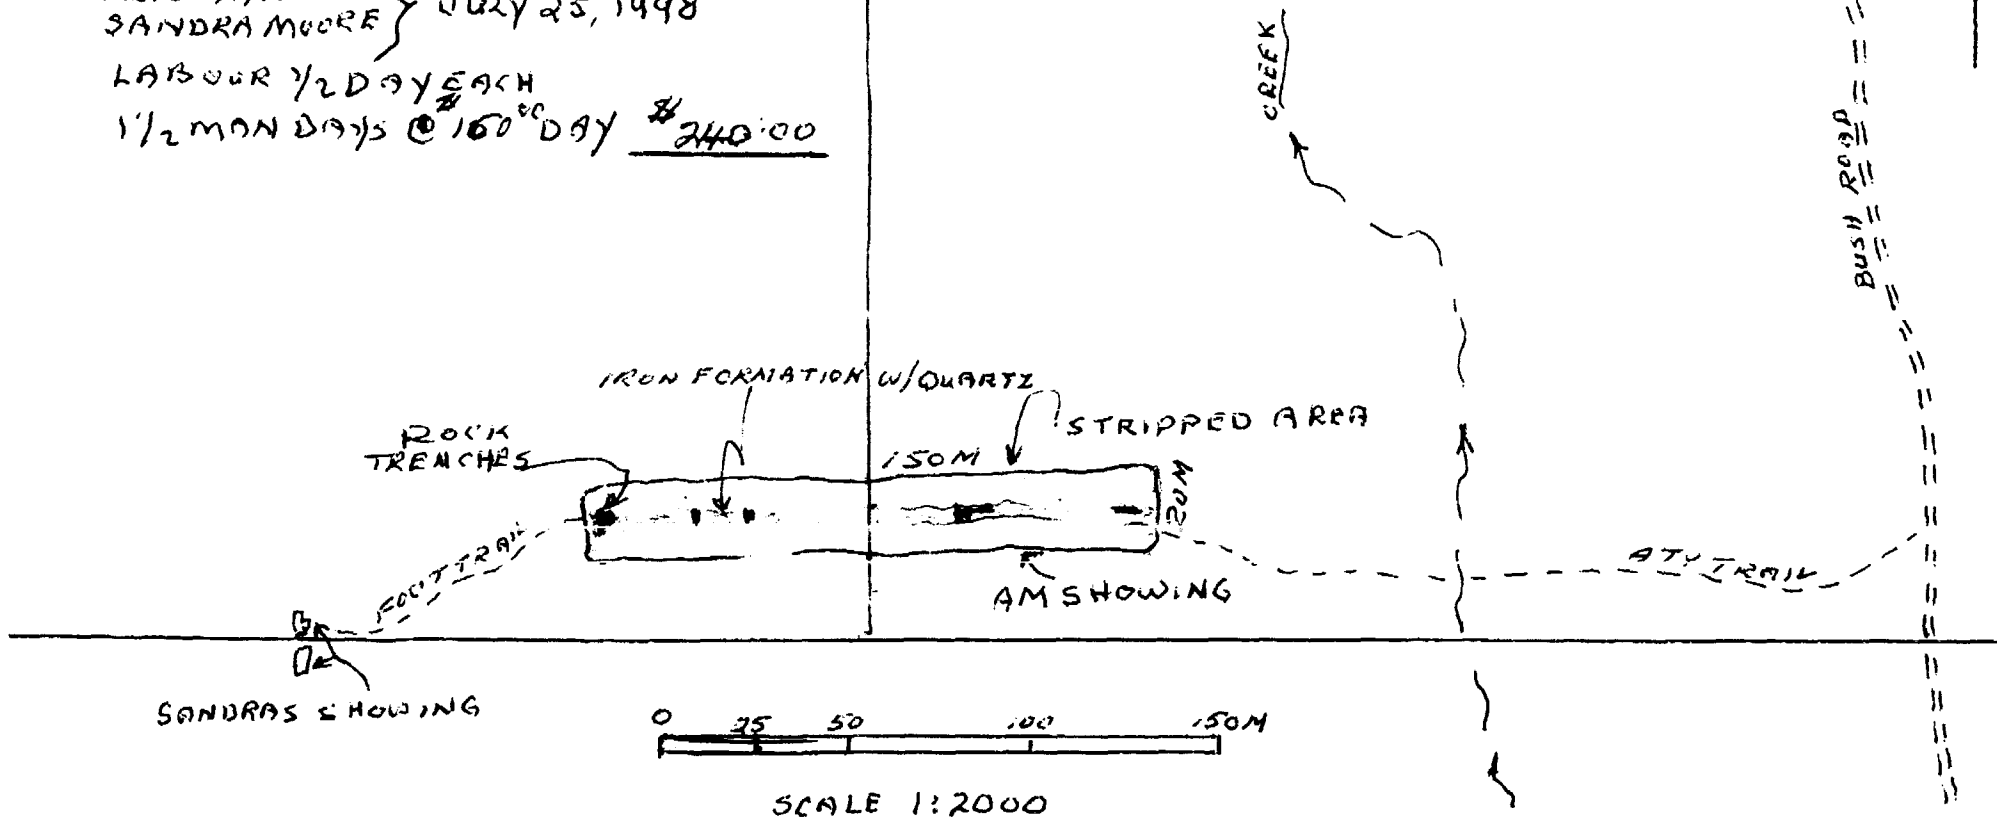 SANDRA MOORE } JULY 25, 1998
LABOUR 1/2 DAY EACH
1 1/2 MAN DAYS @ $160.00 DAY $240.00
CREEK
BUSH ROAD
IRON FORMATION W/QUARTZ
STRIPPED AREA
ROCK
TRENCHES
150M
20M
FOOT TRAIL
ATV TRAIL
AM SHOWING
SANDRAS SHOWING
0 25 50 100 150M
SCALE 1:2000